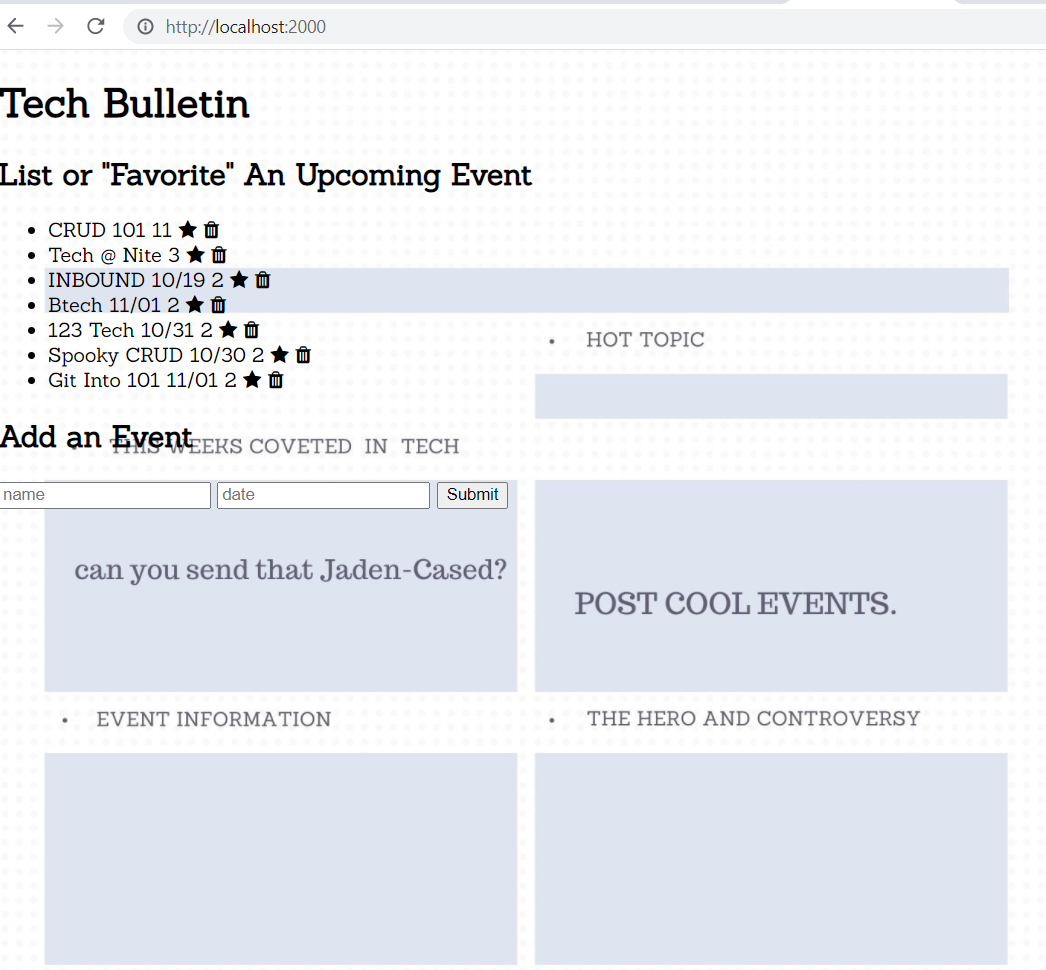 http://localhost:2000
Tech Bulletin
List or "Favorite" An Upcoming Event
• CRUD 101 11
• Tech @ Nite 3
• INBOUND 10/19 2
• Btech 11/01 2
• 123 Tech 10/31 2
• Spooky CRUD 10/30 2
• Git Into 101 11/01 2
• HOT TOPIC
Add an Event
• THIS WEEKS COVETED IN TECH
name date Submit
can you send that Jaden-Cased?
POST COOL EVENTS.
• EVENT INFORMATION
• THE HERO AND CONTROVERSY